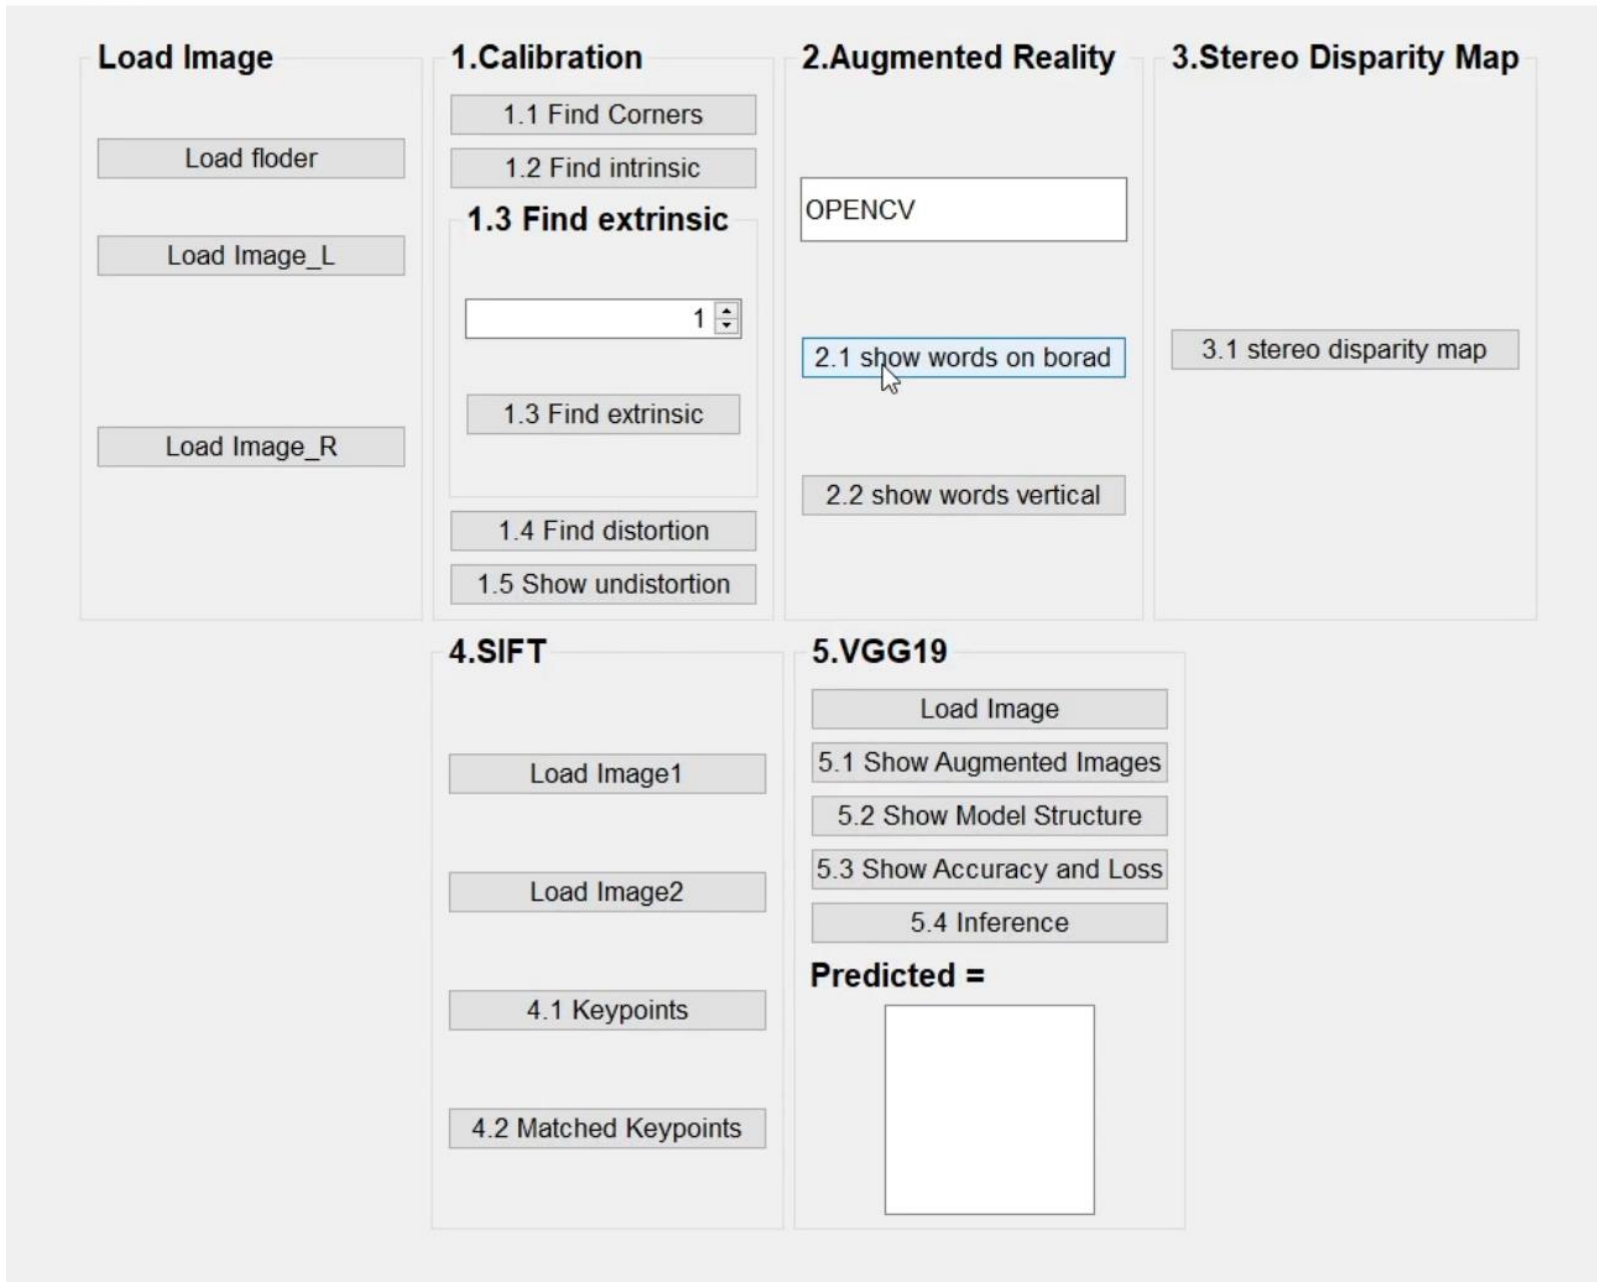 Load Image
Load floder
Load Image_L
Load Image_R
1.Calibration
1.1 Find Corners
1.2 Find intrinsic
1.3 Find extrinsic
1
1.3 Find extrinsic
1.4 Find distortion
1.5 Show undistortion
2.Augmented Reality
OPENCV
2.1 show words on borad
2.2 show words vertical
3.Stereo Disparity Map
3.1 stereo disparity map
4.SIFT
Load Image1
Load Image2
4.1 Keypoints
4.2 Matched Keypoints
5.VGG19
Load Image
5.1 Show Augmented Images
5.2 Show Model Structure
5.3 Show Accuracy and Loss
5.4 Inference
Predicted =